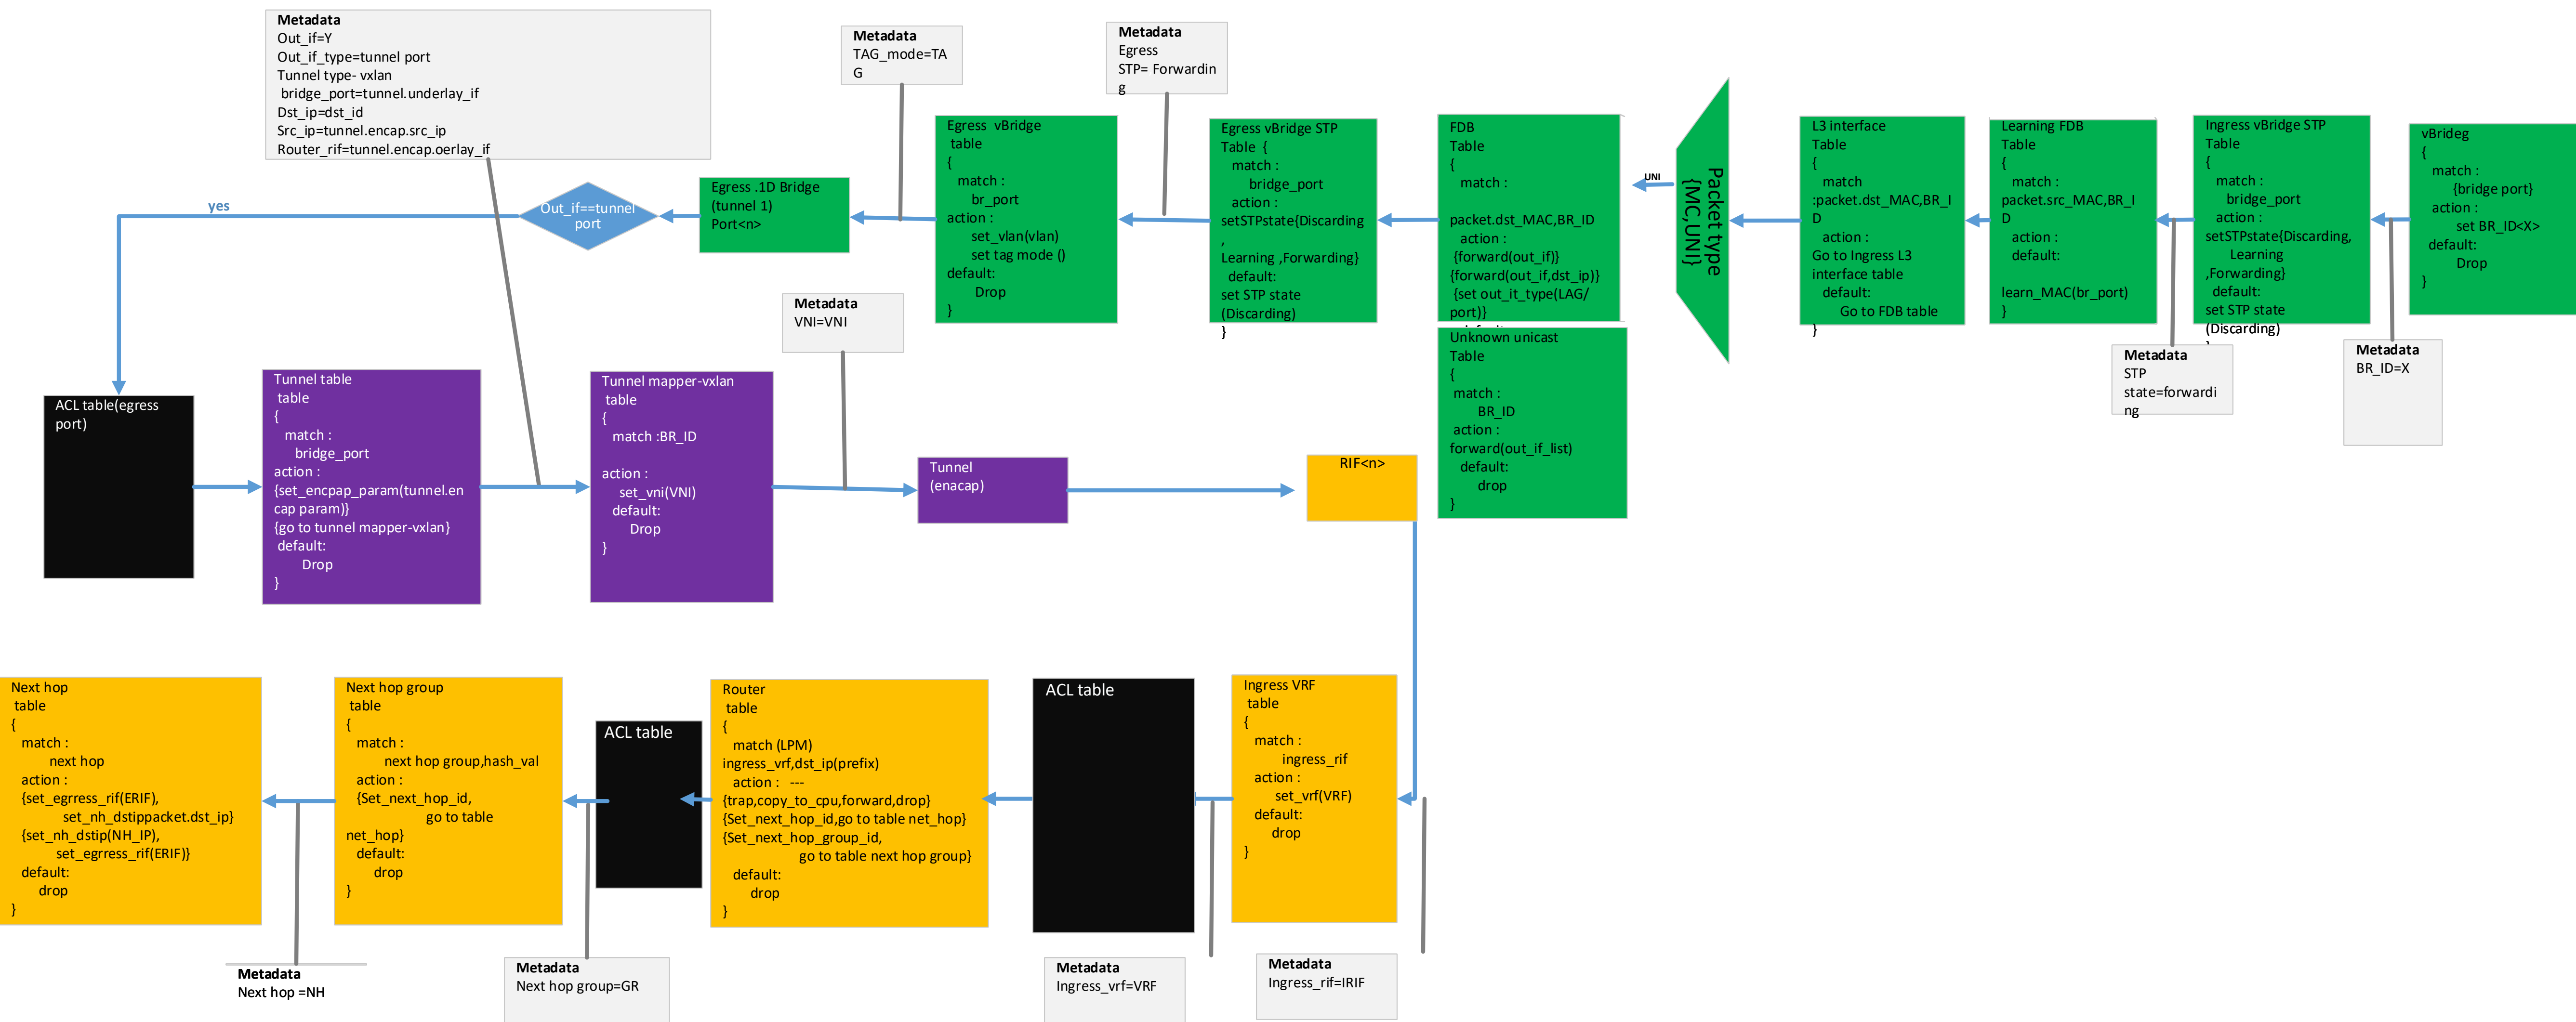 Metadata
Out_if=Y
Out_if_type=tunnel port
Tunnel type- vxlan
bridge_port=tunnel.underlay_if
Dst_ip=dst_id
Src_ip=tunnel.encap.src_ip
Router_rif=tunnel.encap.oerlay_if
Metadata
TAG_mode=TA
G
Metadata
Egress
STP= Forwardin
g
yes
Out_if==tunnel
port
Egress .1D Bridge
(tunnel 1)
Port<n>
Egress  vBridge
table
{
match :
br_port
action :
set_vlan(vlan)
set tag mode ()
default:
Drop
}
Egress vBridge STP
Table  {
match :
bridge_port
action :
setSTPstate{Discarding
,
Learning ,Forwarding}
default:
set STP state
(Discarding)
}
FDB
Table
{
match :
packet.dst_MAC,BR_ID
action :
{forward(out_if)}
{forward(out_if,dst_ip)}
{set out_it_type(LAG/
port)}
UNI
Packet type
{MC,UNI}
L3 interface
Table
{
match
:packet.dst_MAC,BR_I
D
action :
Go to Ingress L3
interface table
default:
Go to FDB table
}
Learning FDB
Table
{
match :
packet.src_MAC,BR_I
D
action :
default:
learn_MAC(br_port)
}
Ingress vBridge STP
Table
{
match :
bridge_port
action :
setSTPstate{Discarding,
Learning
,Forwarding}
default:
set STP state
(Discarding)
}
vBrideg
{
match :
{bridge port}
action :
set BR_ID<X>
default:
Drop
}
Metadata
STP
state=forwardi
ng
Metadata
BR_ID=X
Metadata
VNI=VNI
ACL table(egress
port)
Tunnel table
table
{
match :
bridge_port
action :
{set_encpap_param(tunnel.en
cap param)}
{go to tunnel mapper-vxlan}
default:
Drop
}
Tunnel mapper-vxlan
table
{
match :BR_ID
action :
set_vni(VNI)
default:
Drop
}
Tunnel
(enacap)
RIF<n>
Unknown unicast
Table
{
match :
BR_ID
action :
forward(out_if_list)
default:
drop
}
Next hop
table
{
match :
next hop
action :
{set_egrress_rif(ERIF),
set_nh_dstippacket.dst_ip}
{set_nh_dstip(NH_IP),
set_egrress_rif(ERIF)}
default:
drop
}
Next hop group
table
{
match :
next hop group,hash_val
action :
{Set_next_hop_id,
go to table
net_hop}
default:
drop
}
ACL table
Router
table
{
match (LPM)
ingress_vrf,dst_ip(prefix)
action :   ---
{trap,copy_to_cpu,forward,drop}
{Set_next_hop_id,go to table net_hop}
{Set_next_hop_group_id,
go to table next hop group}
default:
drop
}
ACL table
Ingress VRF
table
{
match :
ingress_rif
action :
set_vrf(VRF)
default:
drop
}
Metadata
Next hop =NH
Metadata
Next hop group=GR
Metadata
Ingress_vrf=VRF
Metadata
Ingress_rif=IRIF